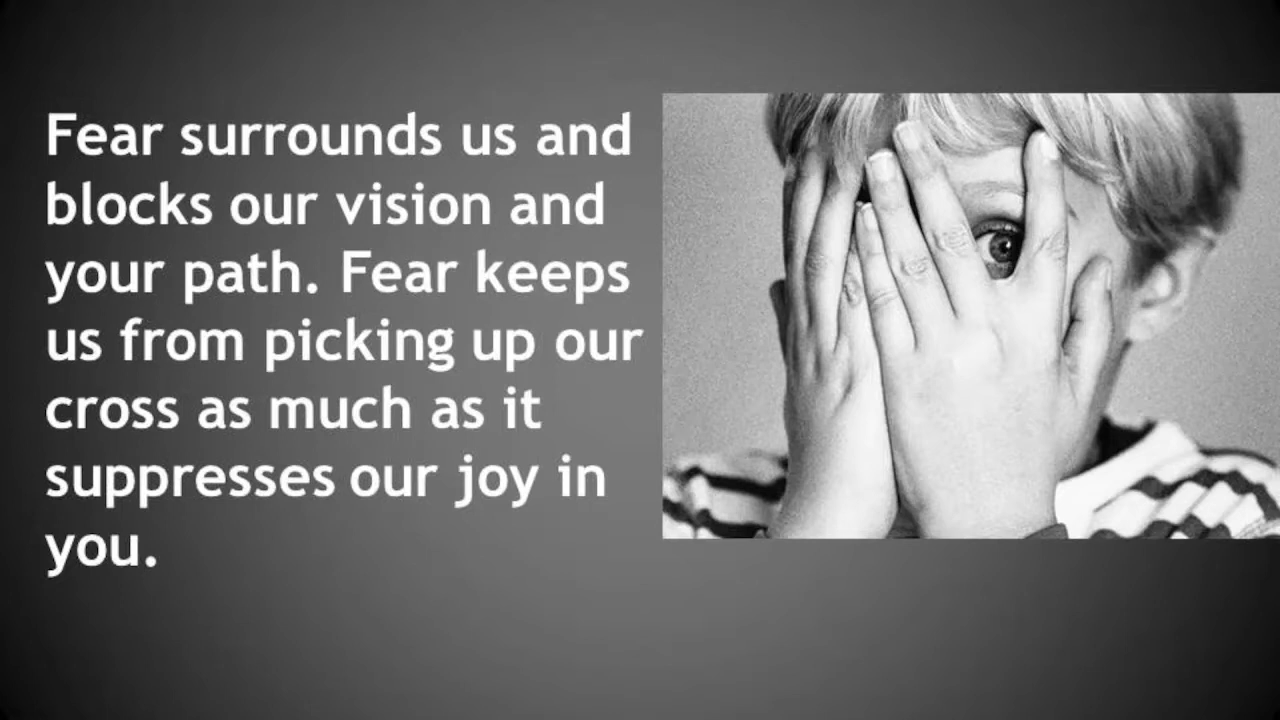 Fear surrounds us and
blocks our vision and
your path. Fear keeps
us from picking up our
cross as much as it
suppresses our joy in
you.